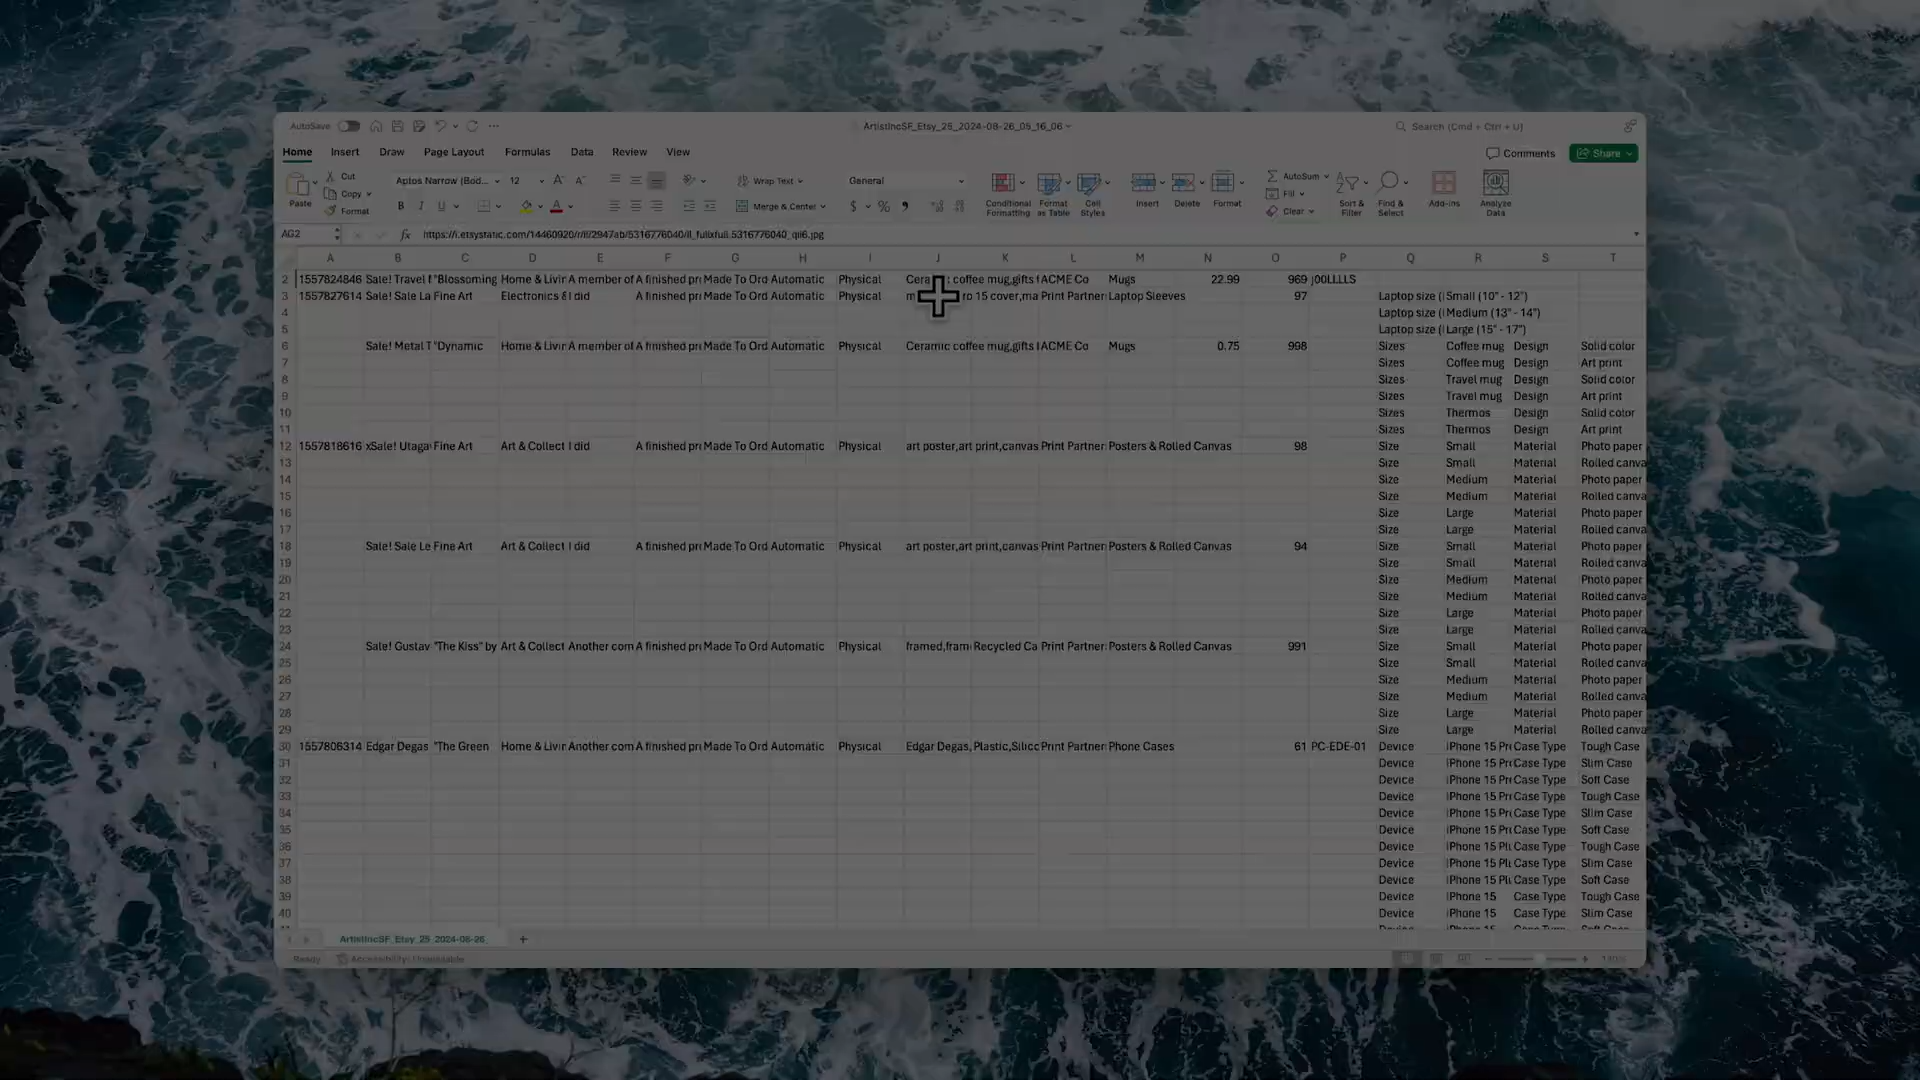 AutoSave
ArtistIncSF_Etsy_25_2024-08-26_05_16_06
Search (Cmd + Ctrl + U)
Home Insert Draw Page Layout Formulas Data Review View
Comments Share
Paste Cut Copy Format
Aptos Narrow (Bod... 12
Wrap Text
Merge & Center
General
Conditional Formatting
Format as Table
Cell Styles
Insert Delete Format
AutoSum
Fill
Clear
Sort & Filter
Find & Select
Add-ins
Analyze Data
AG2
A B C D E F G H I J K L M N O P Q R S T
2 1557824846 Sale! Travel "Blossoming Home & Livin A member of A finished pr Made To Ord Automatic Physical coffee mug,gifts ACME Co Mugs 22.99 969 j00LLLLS
3 1557827614 Sale! Sale La Fine Art Electronics & I did A finished pr Made To Ord Automatic Physical ro 15 cover,ma Print Partner Laptop Sleeves 97 Laptop size (i Small (10" - 12")
4 Laptop size (i Medium (13" - 14")
5 Laptop size (i Large (15" - 17")
6 Sale! Metal T "Dynamic Home & Livir A member of A finished pr Made To Ord Automatic Physical Ceramic coffee mug,gifts ACME Co Mugs 0.75 998 Sizes Coffee mug Design Solid color
7 Sizes Coffee mug Design Art print
8 Sizes Travel mug Design Solid color
9 Sizes Travel mug Design Art print
10 Sizes Thermos Design Solid color
11 Sizes Thermos Design Art print
12 1557818616 xSale! Utaga Fine Art Art & Collect I did A finished pr Made To Ord Automatic Physical art poster,art print,canvas Print Partner Posters & Rolled Canvas 98 Size Small Material Photo paper
13 Size Small Material Rolled canva
14 Size Medium Material Photo paper
15 Size Medium Material Rolled canva
16 Size Large Material Photo paper
17 Size Large Material Rolled canva
18 Sale! Sale Le Fine Art Art & Collect I did A finished pr Made To Ord Automatic Physical art poster,art print,canvas Print Partner Posters & Rolled Canvas 94 Size Small Material Photo paper
19 Size Small Material Rolled canva
20 Size Medium Material Photo paper
21 Size Medium Material Rolled canva
22 Size Large Material Photo paper
23 Size Large Material Rolled canva
24 Sale! Gustav "The Kiss" by Art & Collect Another com A finished pr Made To Ord Automatic Physical framed,fram Recycled Ca Print Partner Posters & Rolled Canvas 991 Size Small Material Photo paper
25 Size Small Material Rolled canva
26 Size Medium Material Photo paper
27 Size Medium Material Rolled canva
28 Size Large Material Photo paper
29 Size Large Material Rolled canva
30 1557806314 Edgar Degas "The Green Home & Livir Another com A finished pr Made To Ord Automatic Physical Edgar Degas, Plastic,Silico Print Partner Phone Cases 61 PC-EDE-01 Device iPhone 15 Pr Case Type Tough Case
31 Device iPhone 15 Pr Case Type Slim Case
32 Device iPhone 15 Pr Case Type Soft Case
33 Device iPhone 15 Pr Case Type Tough Case
34 Device iPhone 15 Pr Case Type Slim Case
35 Device iPhone 15 Pr Case Type Soft Case
36 Device iPhone 15 Plu Case Type Tough Case
37 Device iPhone 15 Plu Case Type Slim Case
38 Device iPhone 15 Plu Case Type Soft Case
39 Device iPhone 15 Case Type Tough Case
40 Device iPhone 15 Case Type Slim Case
ArtistIncSF_Etsy_25_2024-08-26_
Ready Accessibility: Unavailable